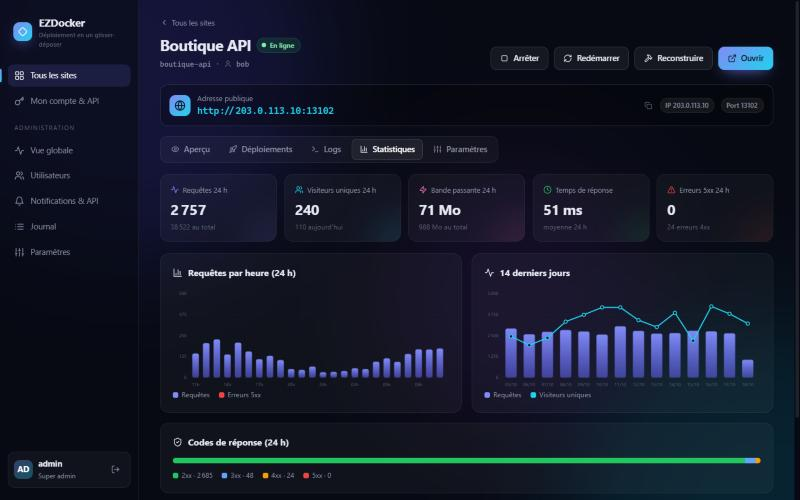 EZDocker
Déploiement en un glisser-
déposer
Tous les sites
Mon compte & API
ADMINISTRATION
Vue globale
Utilisateurs
Notifications & API
Journal
Paramètres
AD
admin
Super admin
Tous les sites
Boutique API
En ligne
boutique-api · bob
Arrêter
Redémarrer
Reconstruire
Ouvrir
Adresse publique
http://203.0.113.10:13102
IP 203.0.113.10
Port 13102
Aperçu
Déploiements
Logs
Statistiques
Paramètres
Requêtes 24 h
2 757
38 522 au total
Visiteurs uniques 24 h
240
110 aujourd'hui
Bande passante 24 h
71 Mo
988 Mo au total
Temps de réponse
51 ms
moyenne 24 h
Erreurs 5xx 24 h
0
24 erreurs 4xx
Requêtes par heure (24 h)
Requêtes
Erreurs 5xx
14 derniers jours
Requêtes
Visiteurs uniques
Codes de réponse (24 h)
2xx · 2 685
3xx · 48
4xx · 24
5xx · 0